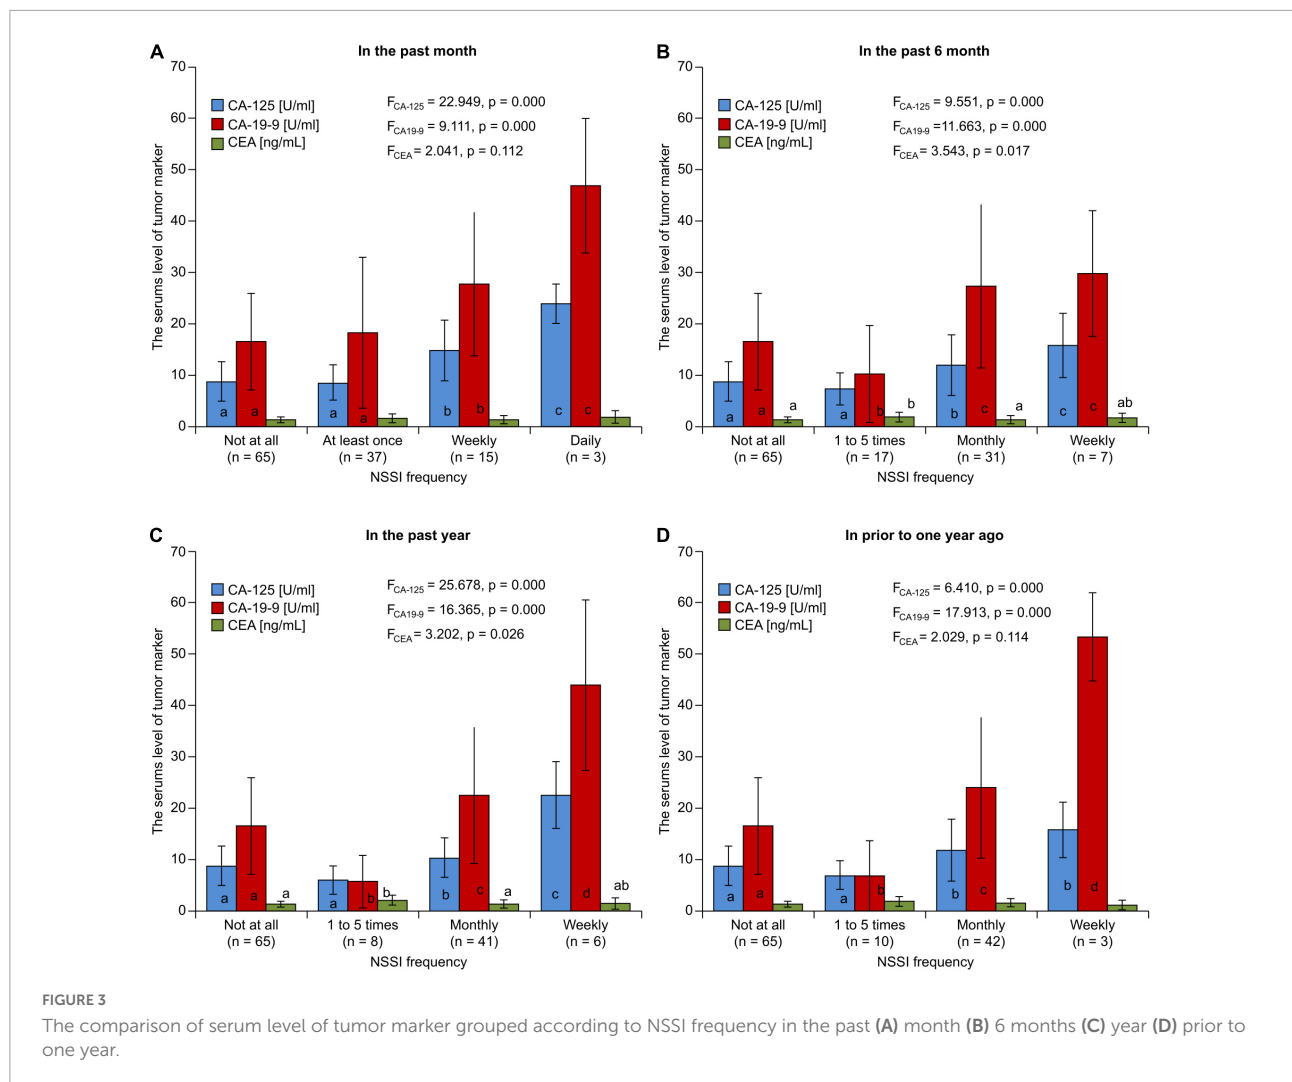 A In the past month
70
60
50
40
30
20
10
0
The serums level of tumor marker
CA-125 [U/ml]
CA-19-9 [U/ml]
CEA [ng/mL]
FCA-125 = 22.949, p = 0.000
FCA19-9 = 9.111, p = 0.000
FCEA = 2.041, p = 0.112
a a a a b b c c
Not at all At least once Weekly Daily
(n = 65) (n = 37) (n = 15) (n = 3)
NSSI frequency
B In the past 6 month
70
60
50
40
30
20
10
0
The serums level of tumor marker
CA-125 [U/ml]
CA-19-9 [U/ml]
CEA [ng/mL]
FCA-125 = 9.551, p = 0.000
FCA19-9 =11.663, p = 0.000
FCEA = 3.543, p = 0.017
a a a a b b b c a c c ab
Not at all 1 to 5 times Monthly Weekly
(n = 65) (n = 17) (n = 31) (n = 7)
NSSI frequency
C In the past year
70
60
50
40
30
20
10
0
The serums level of tumor marker
CA-125 [U/ml]
CA-19-9 [U/ml]
CEA [ng/mL]
FCA-125 = 25.678, p = 0.000
FCA19-9 = 16.365, p = 0.000
FCEA = 3.202, p = 0.026
a a a a b b b c a c d ab
Not at all 1 to 5 times Monthly Weekly
(n = 65) (n = 8) (n = 41) (n = 6)
NSSI frequency
D In prior to one year ago
70
60
50
40
30
20
10
0
The serums level of tumor marker
CA-125 [U/ml]
CA-19-9 [U/ml]
CEA [ng/mL]
FCA-125 = 6.410, p = 0.000
FCA19-9 = 17.913, p = 0.000
FCEA = 2.029, p = 0.114
a a a b b c b d
Not at all 1 to 5 times Monthly Weekly
(n = 65) (n = 10) (n = 42) (n = 3)
NSSI frequency
FIGURE 3
The comparison of serum level of tumor marker grouped according to NSSI frequency in the past (A) month (B) 6 months (C) year (D) prior to
one year.